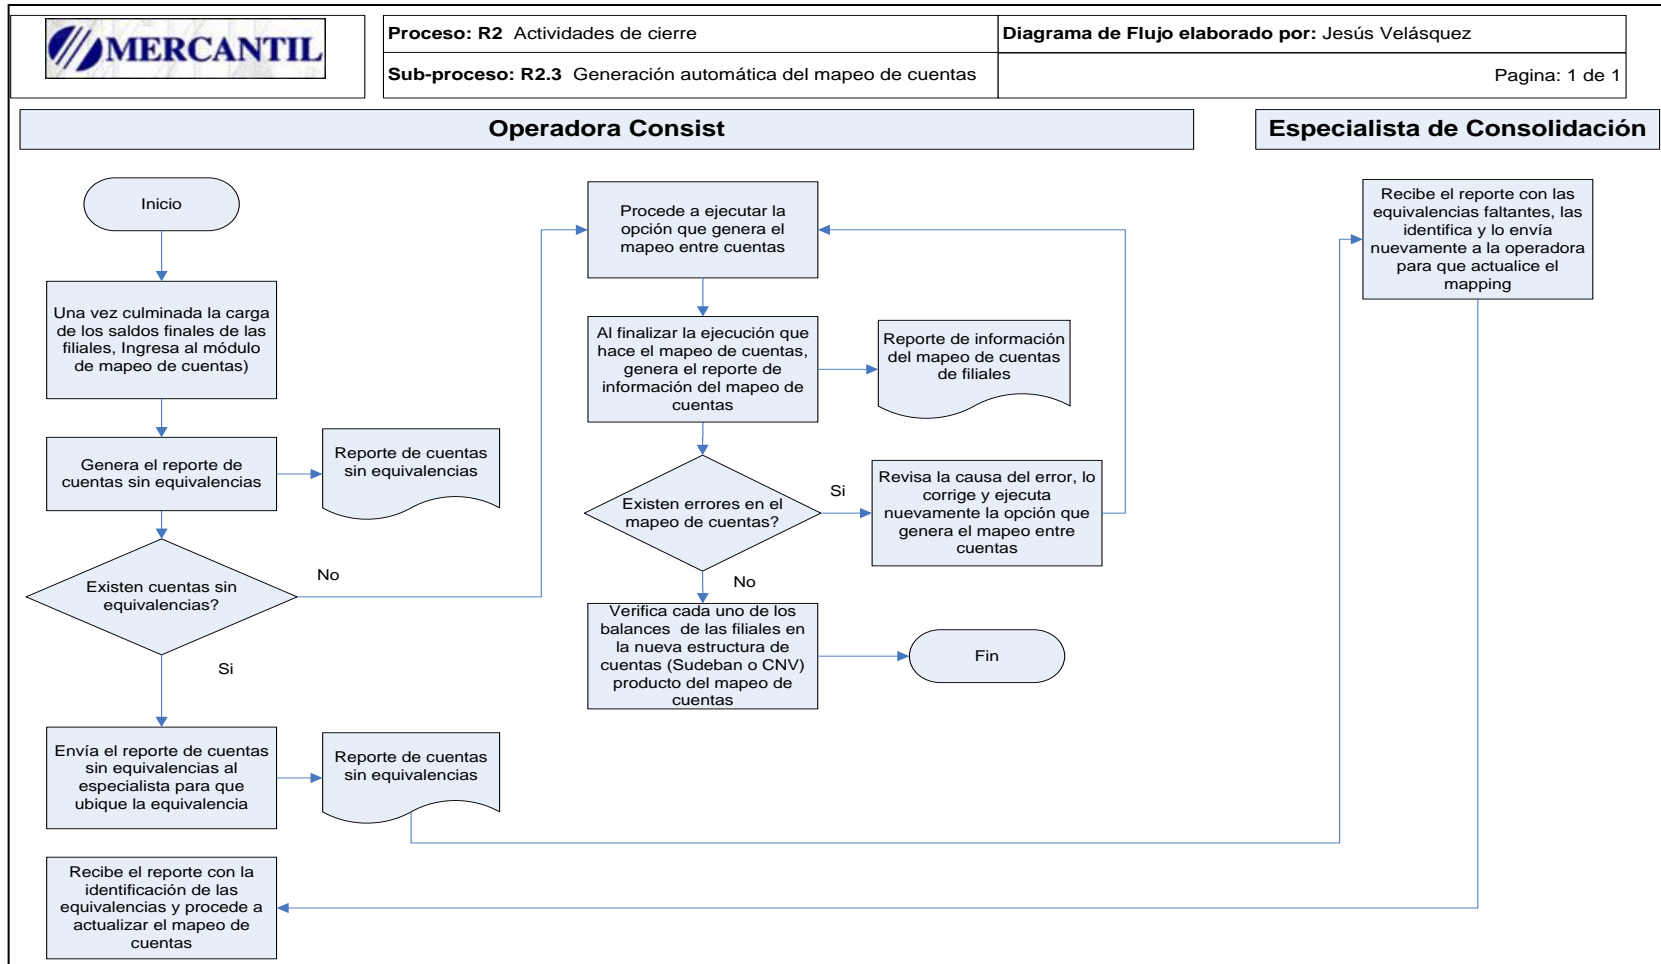 MERCANTIL
Proceso: R2 Actividades de cierre
Diagrama de Flujo elaborado por: Jesús Velásquez
Sub-proceso: R2.3 Generación automática del mapeo de cuentas
Pagina: 1 de 1
Operadora Consist
Especialista de Consolidación
Inicio
Una vez culminada la carga
de los saldos finales de las
filiales, Ingresa al módulo
de mapeo de cuentas)
Genera el reporte de
cuentas sin equivalencias
Reporte de cuentas
sin equivalencias
Existen cuentas sin
equivalencias?
No
Si
Envía el reporte de cuentas
sin equivalencias al
especialista para que
ubique la equivalencia
Reporte de cuentas
sin equivalencias
Recibe el reporte con la
identificación de las
equivalencias y procede a
actualizar el mapeo de
cuentas
Procede a ejecutar la
opción que genera el
mapeo entre cuentas
Al finalizar la ejecución que
hace el mapeo de cuentas,
genera el reporte de
información del mapeo de
cuentas
Reporte de información
del mapeo de cuentas
de filiales
Existen errores en el
mapeo de cuentas?
Si
Revisa la causa del error, lo
corrige y ejecuta
nuevamente la opción que
genera el mapeo entre
cuentas
No
Verifica cada uno de los
balances de las filiales en
la nueva estructura de
cuentas (Sudeban o CNV)
producto del mapeo de
cuentas
Fin
Recibe el reporte con las
equivalencias faltantes, las
identifica y lo envía
nuevamente a la operadora
para que actualice el
mapping